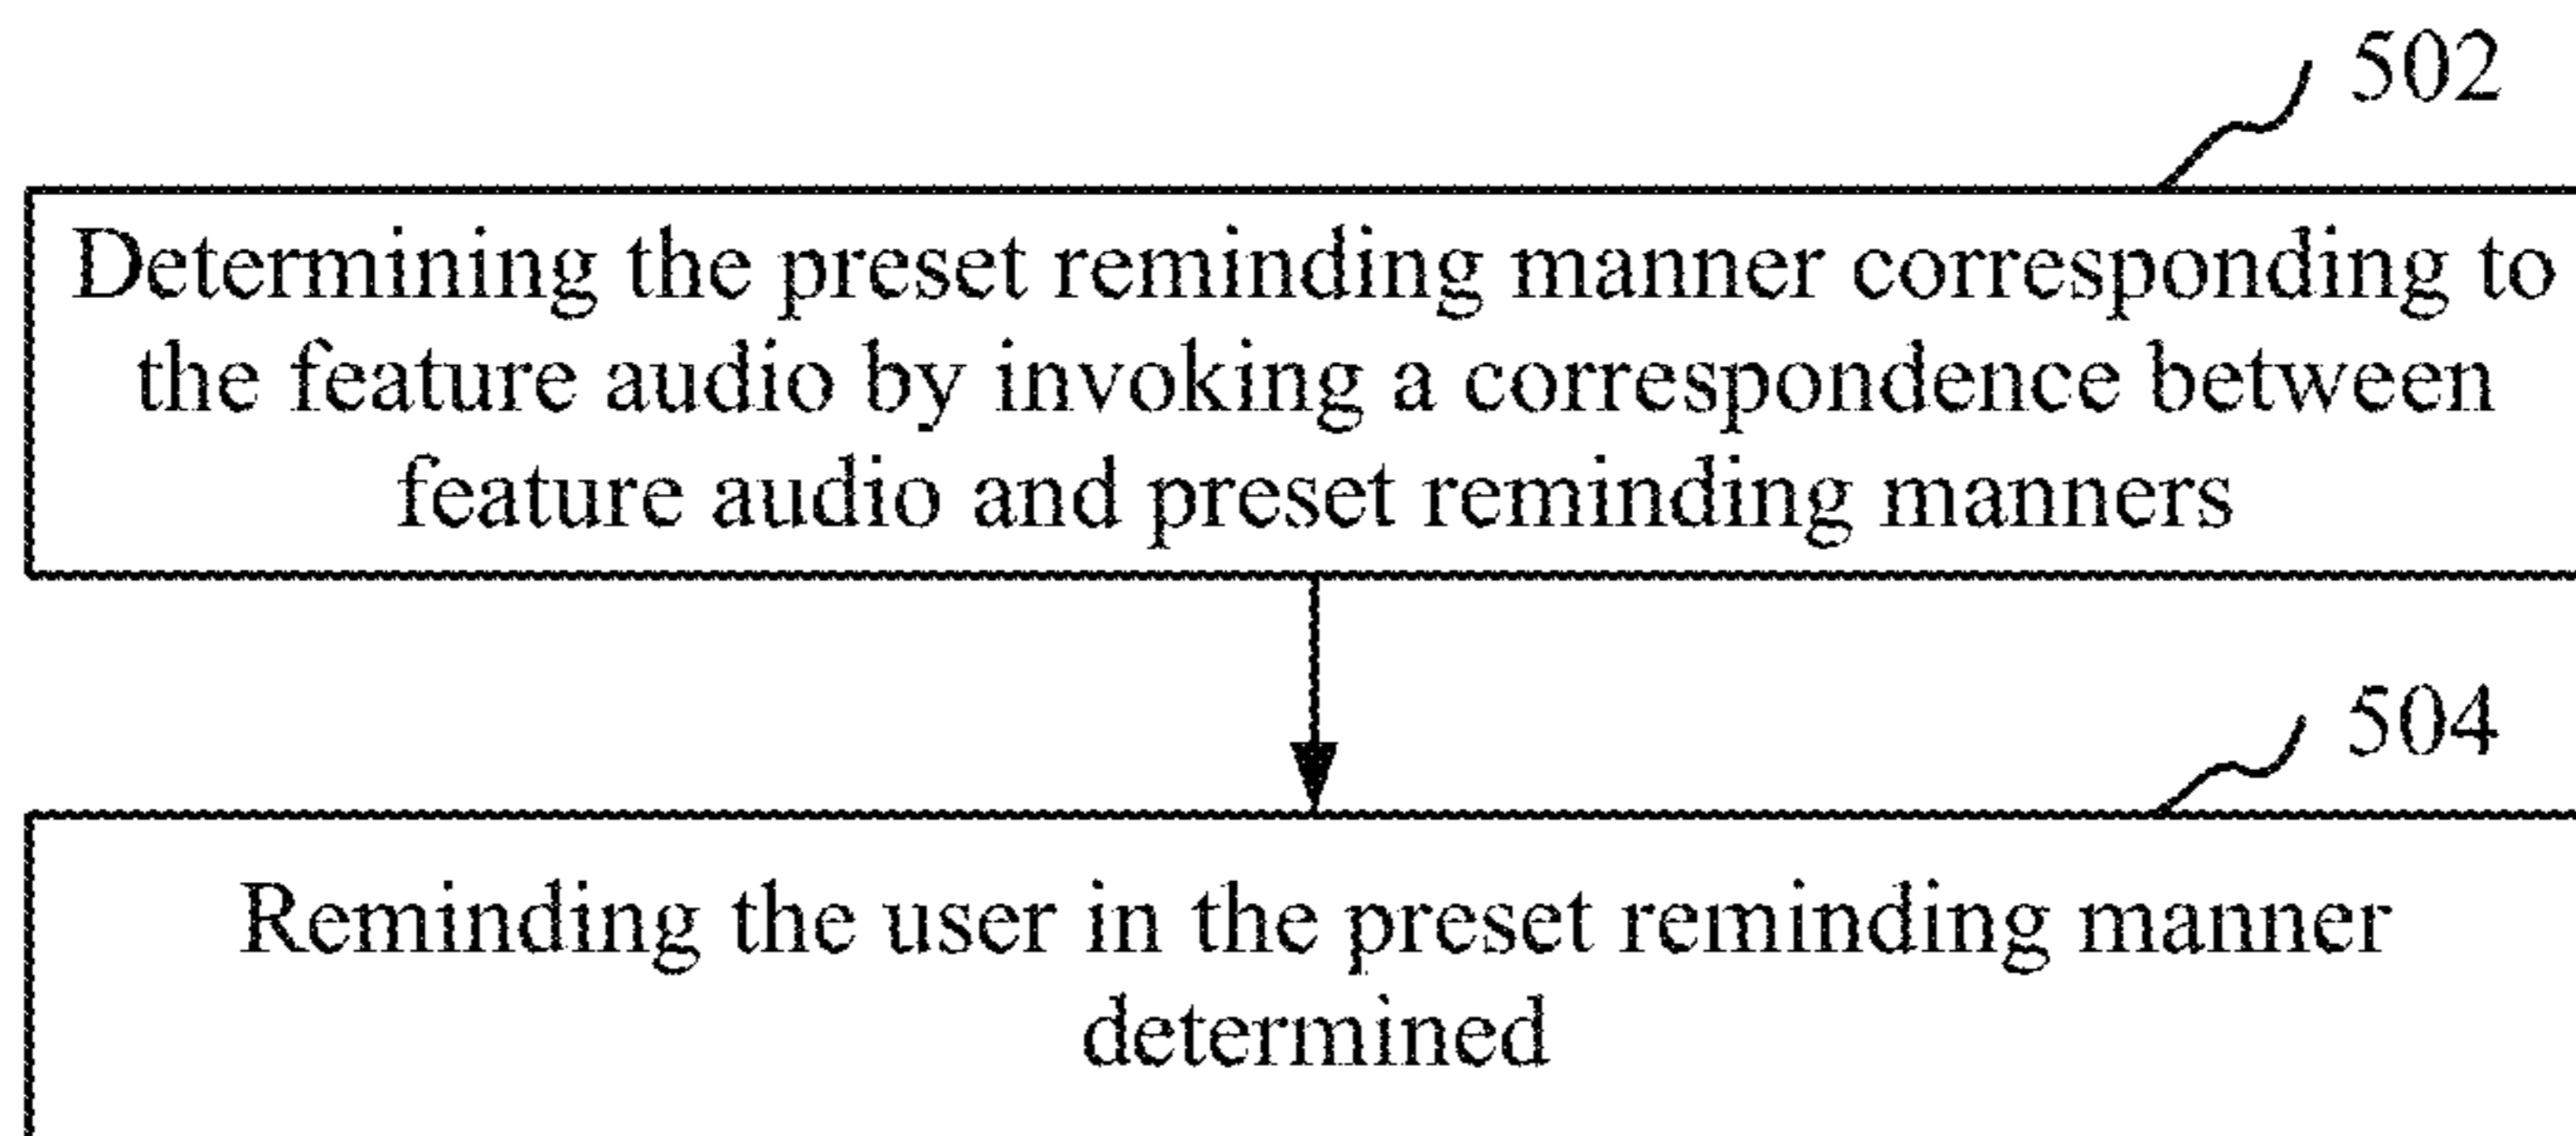 502
Determining the preset reminding manner corresponding to
the feature audio by invoking a correspondence between
feature audio and preset reminding manners
504
Reminding the user in the preset reminding manner
determined